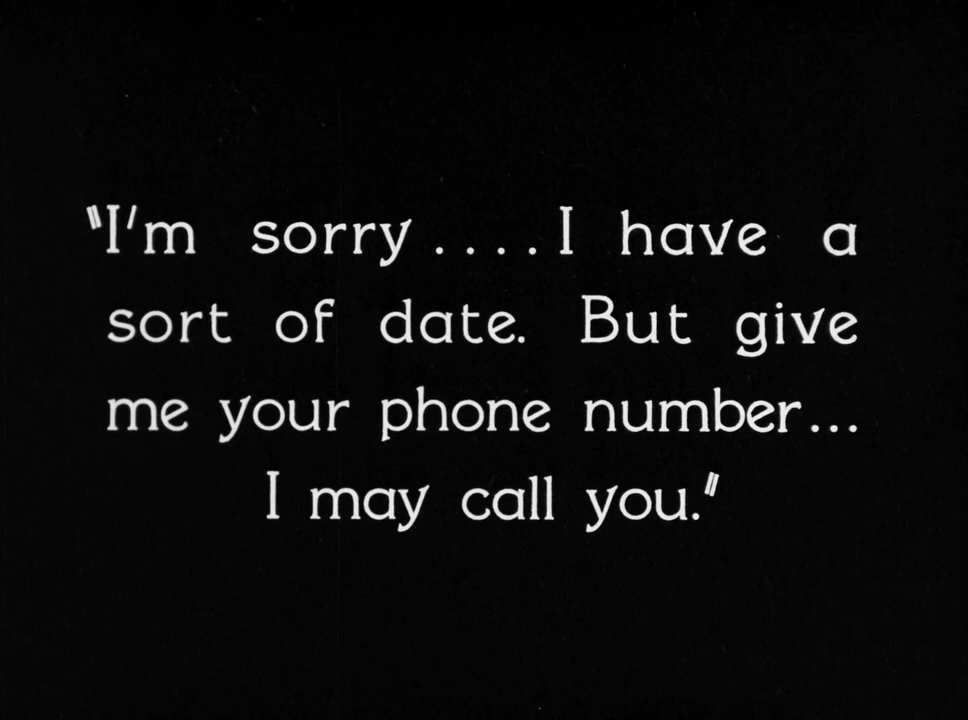 "I'm sorry....I have a
sort of date. But give
me your phone number...
I may call you."